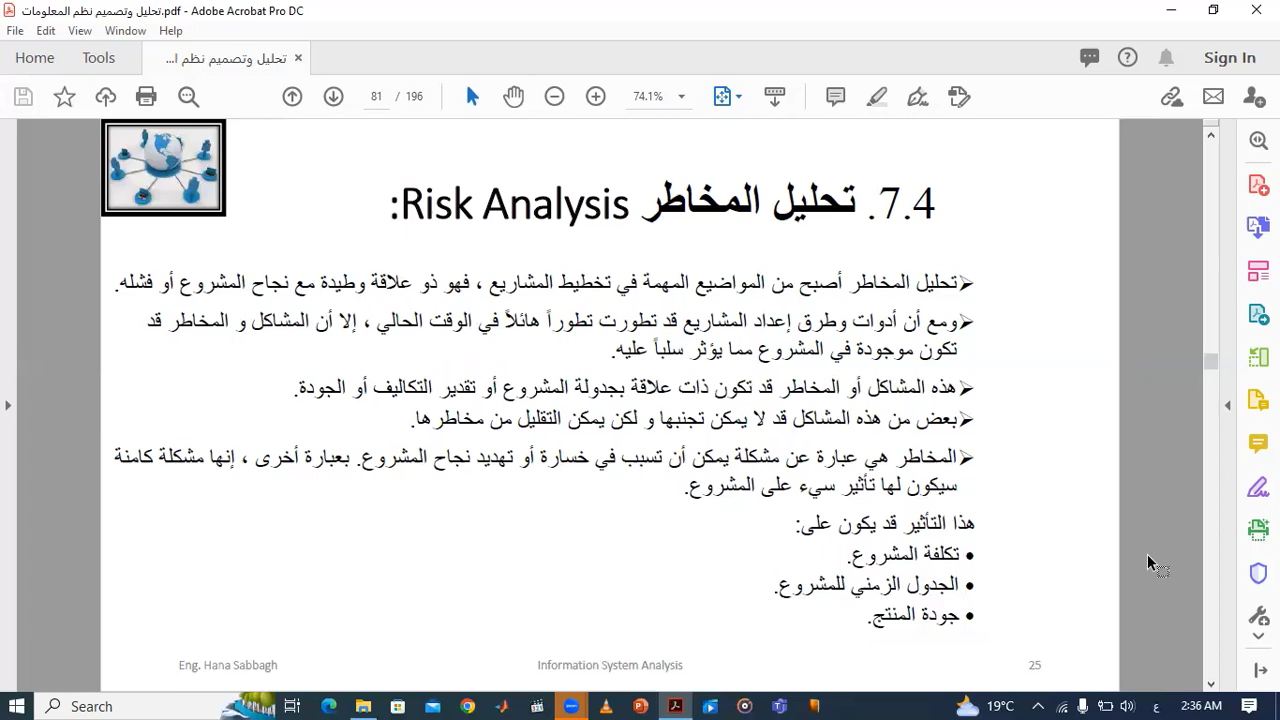 تحليل وتصميم نظم المعلومات.pdf - Adobe Acrobat Pro DC
File Edit View Window Help
Home Tools تحليل وتصميم نظم ا... Sign In
81 / 196 74.1%
7.4. تحليل المخاطر Risk Analysis:
تحليل المخاطر أصبح من المواضيع المهمة في تخطيط المشاريع ، فهو ذو علاقة وطيدة مع نجاح المشروع أو فشله.
ومع أن أدوات وطرق إعداد المشاريع قد تطورت تطوراً هائلاً في الوقت الحالي ، إلا أن المشاكل و المخاطر قد
تكون موجودة في المشروع مما يؤثر سلباً عليه.
هذه المشاكل أو المخاطر قد تكون ذات علاقة بجدولة المشروع أو تقدير التكاليف أو الجودة.
بعض من هذه المشاكل قد لا يمكن تجنبها و لكن يمكن التقليل من مخاطرها.
المخاطر هي عبارة عن مشكلة يمكن أن تسبب في خسارة أو تهديد نجاح المشروع. بعبارة أخرى ، إنها مشكلة كامنة
سيكون لها تأثير سيء على المشروع.
هذا التأثير قد يكون على:
• تكلفة المشروع.
• الجدول الزمني للمشروع.
• جودة المنتج.
Eng. Hana Sabbagh Information System Analysis 25
Search 19°C ع 2:36 AM